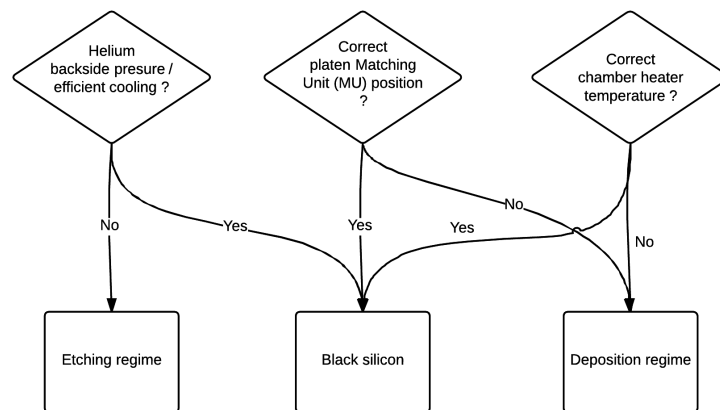 Helium
backside presure /
efficient cooling ?
Correct
platen Matching
Unit (MU) position
?
Correct
chamber heater
temperature ?
No
Yes
Yes
No
Yes
No
Etching regime
Black silicon
Deposition regime